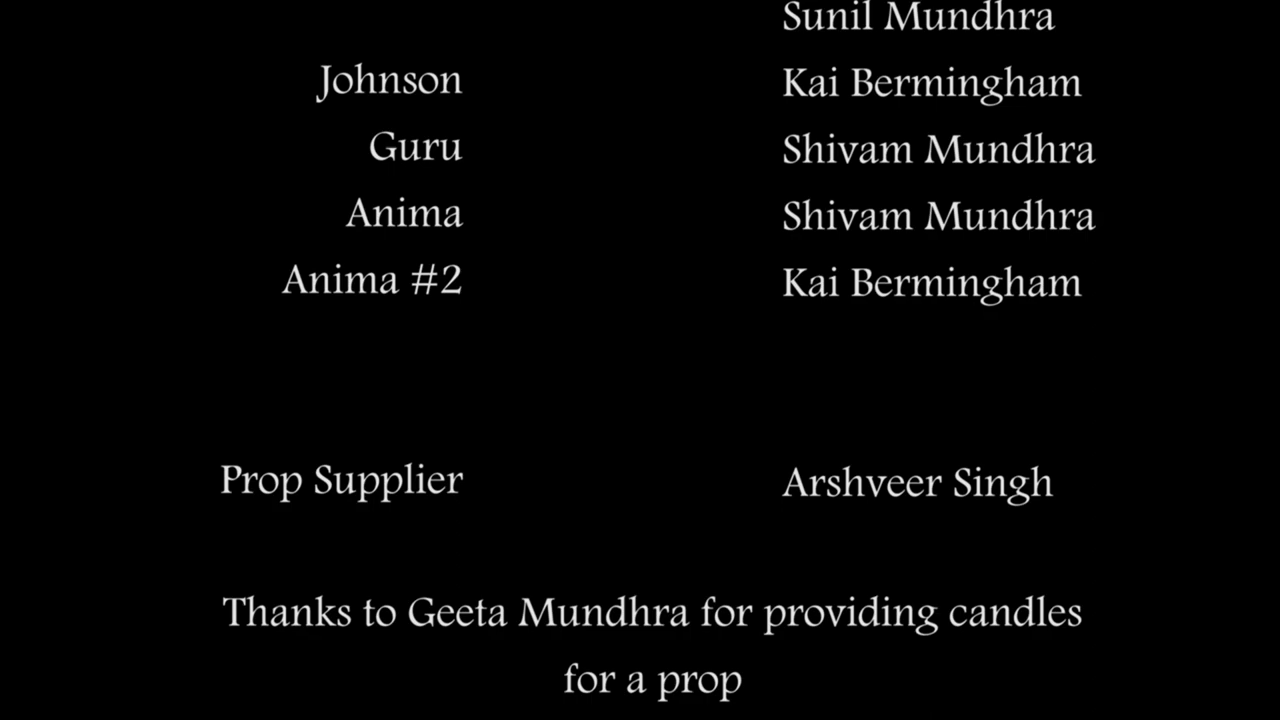 Sunil Mundhra
Johnson Kai Bermingham
Guru Shivam Mundhra
Anima Shivam Mundhra
Anima #2 Kai Bermingham
Prop Supplier Arshveer Singh
Thanks to Geeta Mundhra for providing candles
for a prop